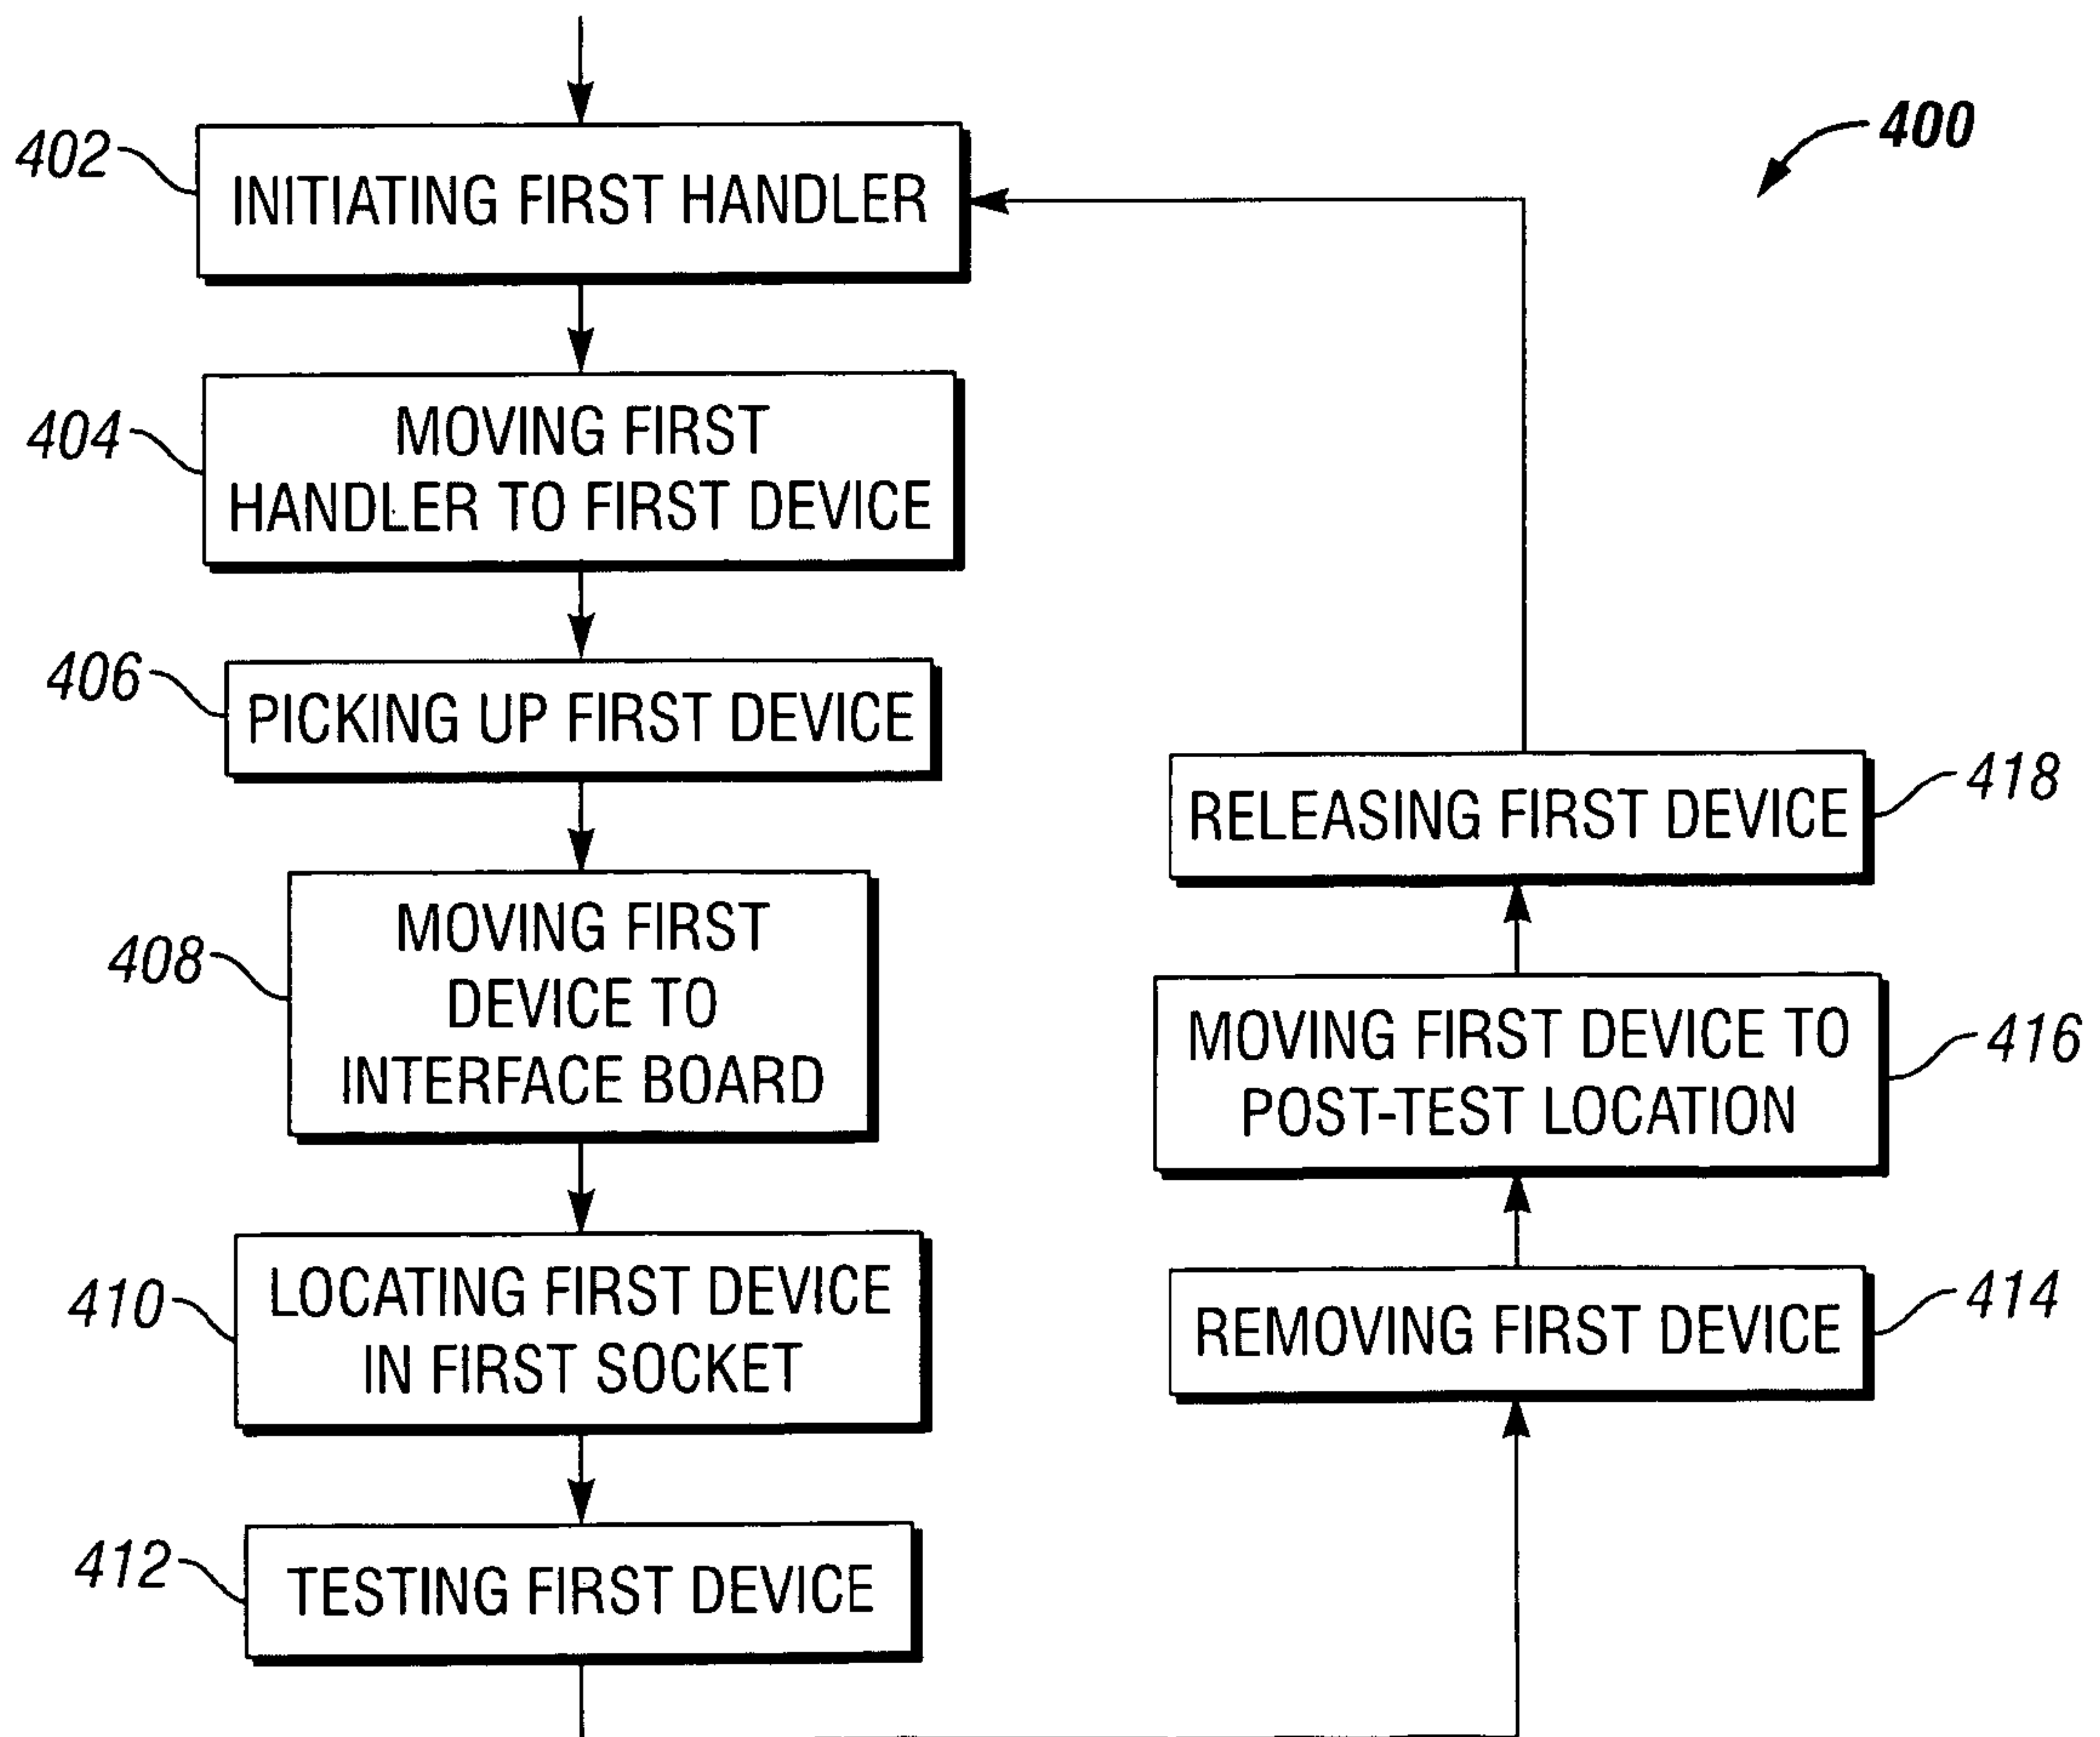 400
402
INITIATING FIRST HANDLER
404
MOVING FIRST
HANDLER TO FIRST DEVICE
406
PICKING UP FIRST DEVICE
408
MOVING FIRST
DEVICE TO
INTERFACE BOARD
410
LOCATING FIRST DEVICE
IN FIRST SOCKET
412
TESTING FIRST DEVICE
414
REMOVING FIRST DEVICE
416
MOVING FIRST DEVICE TO
POST-TEST LOCATION
418
RELEASING FIRST DEVICE